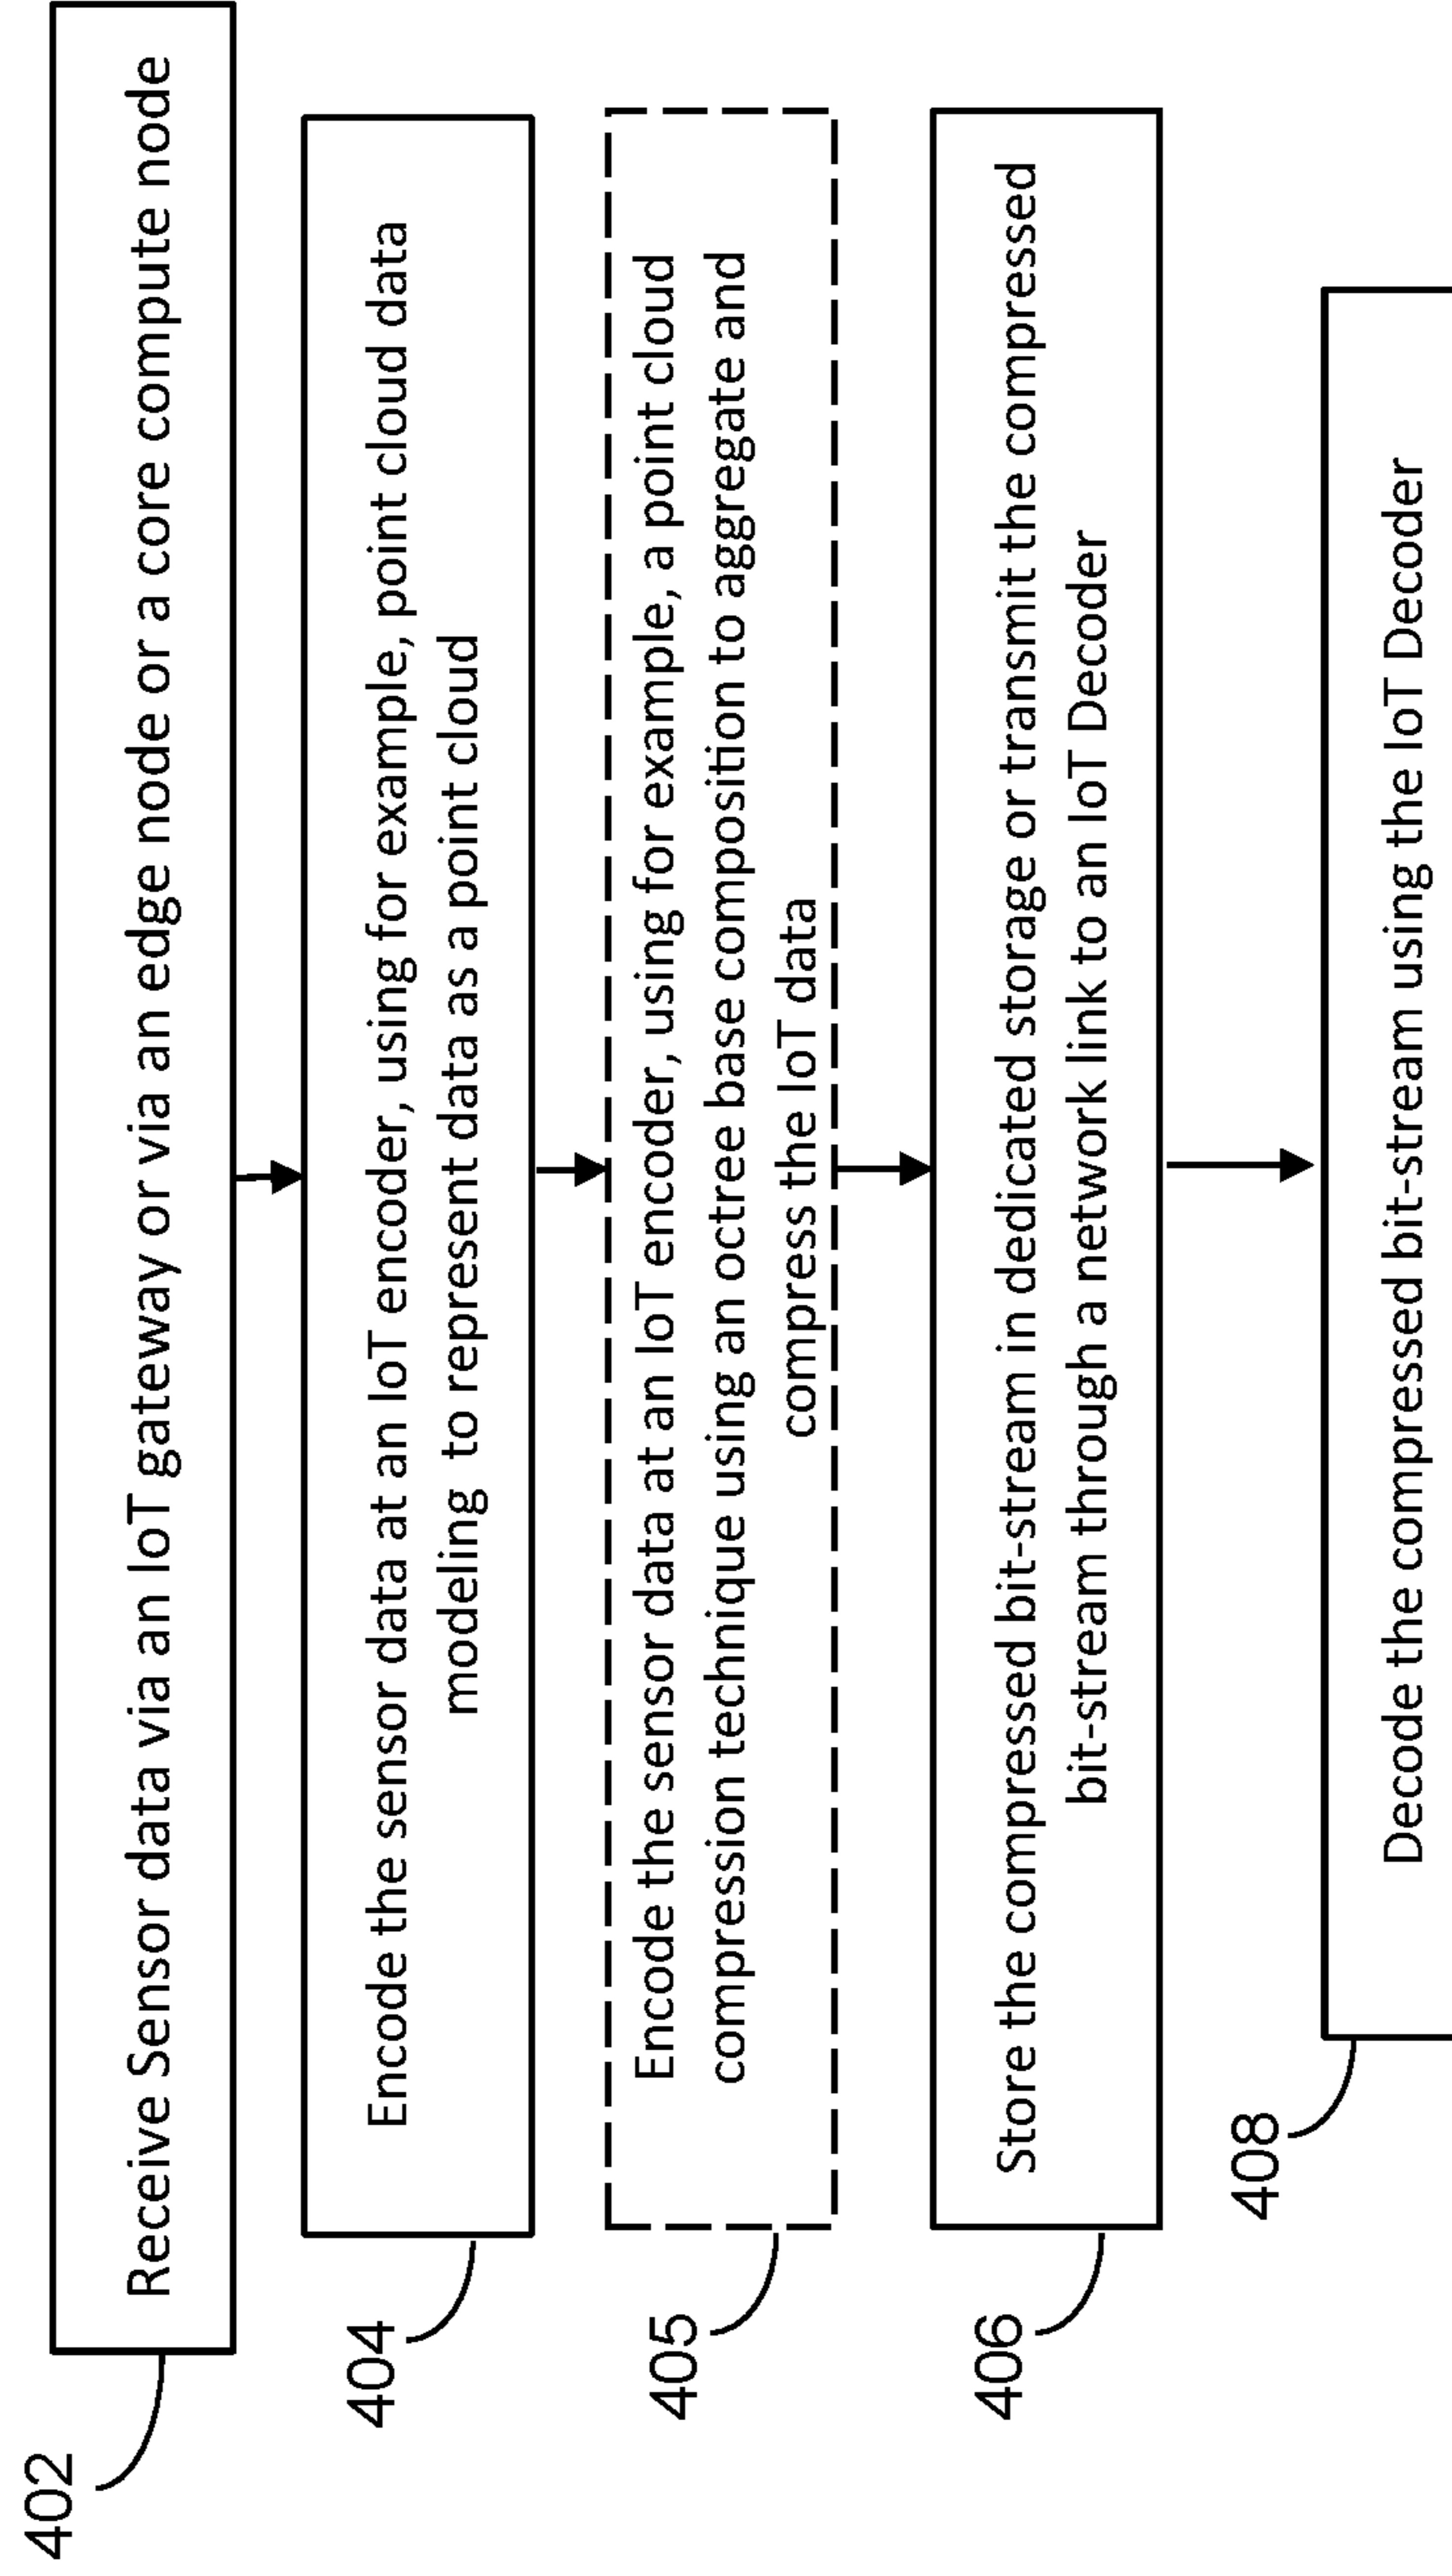 402
Receive Sensor data via an IoT gateway or via an edge node or a core compute node
404
Encode the sensor data at an IoT encoder, using for example, point cloud data
modeling to represent data as a point cloud
405
Encode the sensor data at an IoT encoder, using for example, a point cloud
compression technique using an octree base composition to aggregate and
compress the IoT data
406
Store the compressed bit-stream in dedicated storage or transmit the compressed
bit-stream through a network link to an IoT Decoder
408
Decode the compressed bit-stream using the IoT Decoder